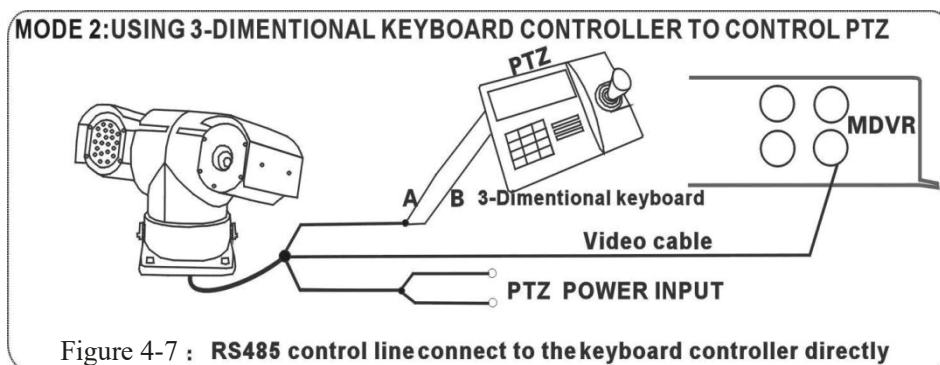 MODE 2:USING 3-DIMENTIONAL KEYBOARD CONTROLLER TO CONTROL PTZ
PTZ
MDVR
A B 3-Dimentional keyboard
Video cable
PTZ POWER INPUT
Figure 4-7 : RS485 control line connect to the keyboard controller directly